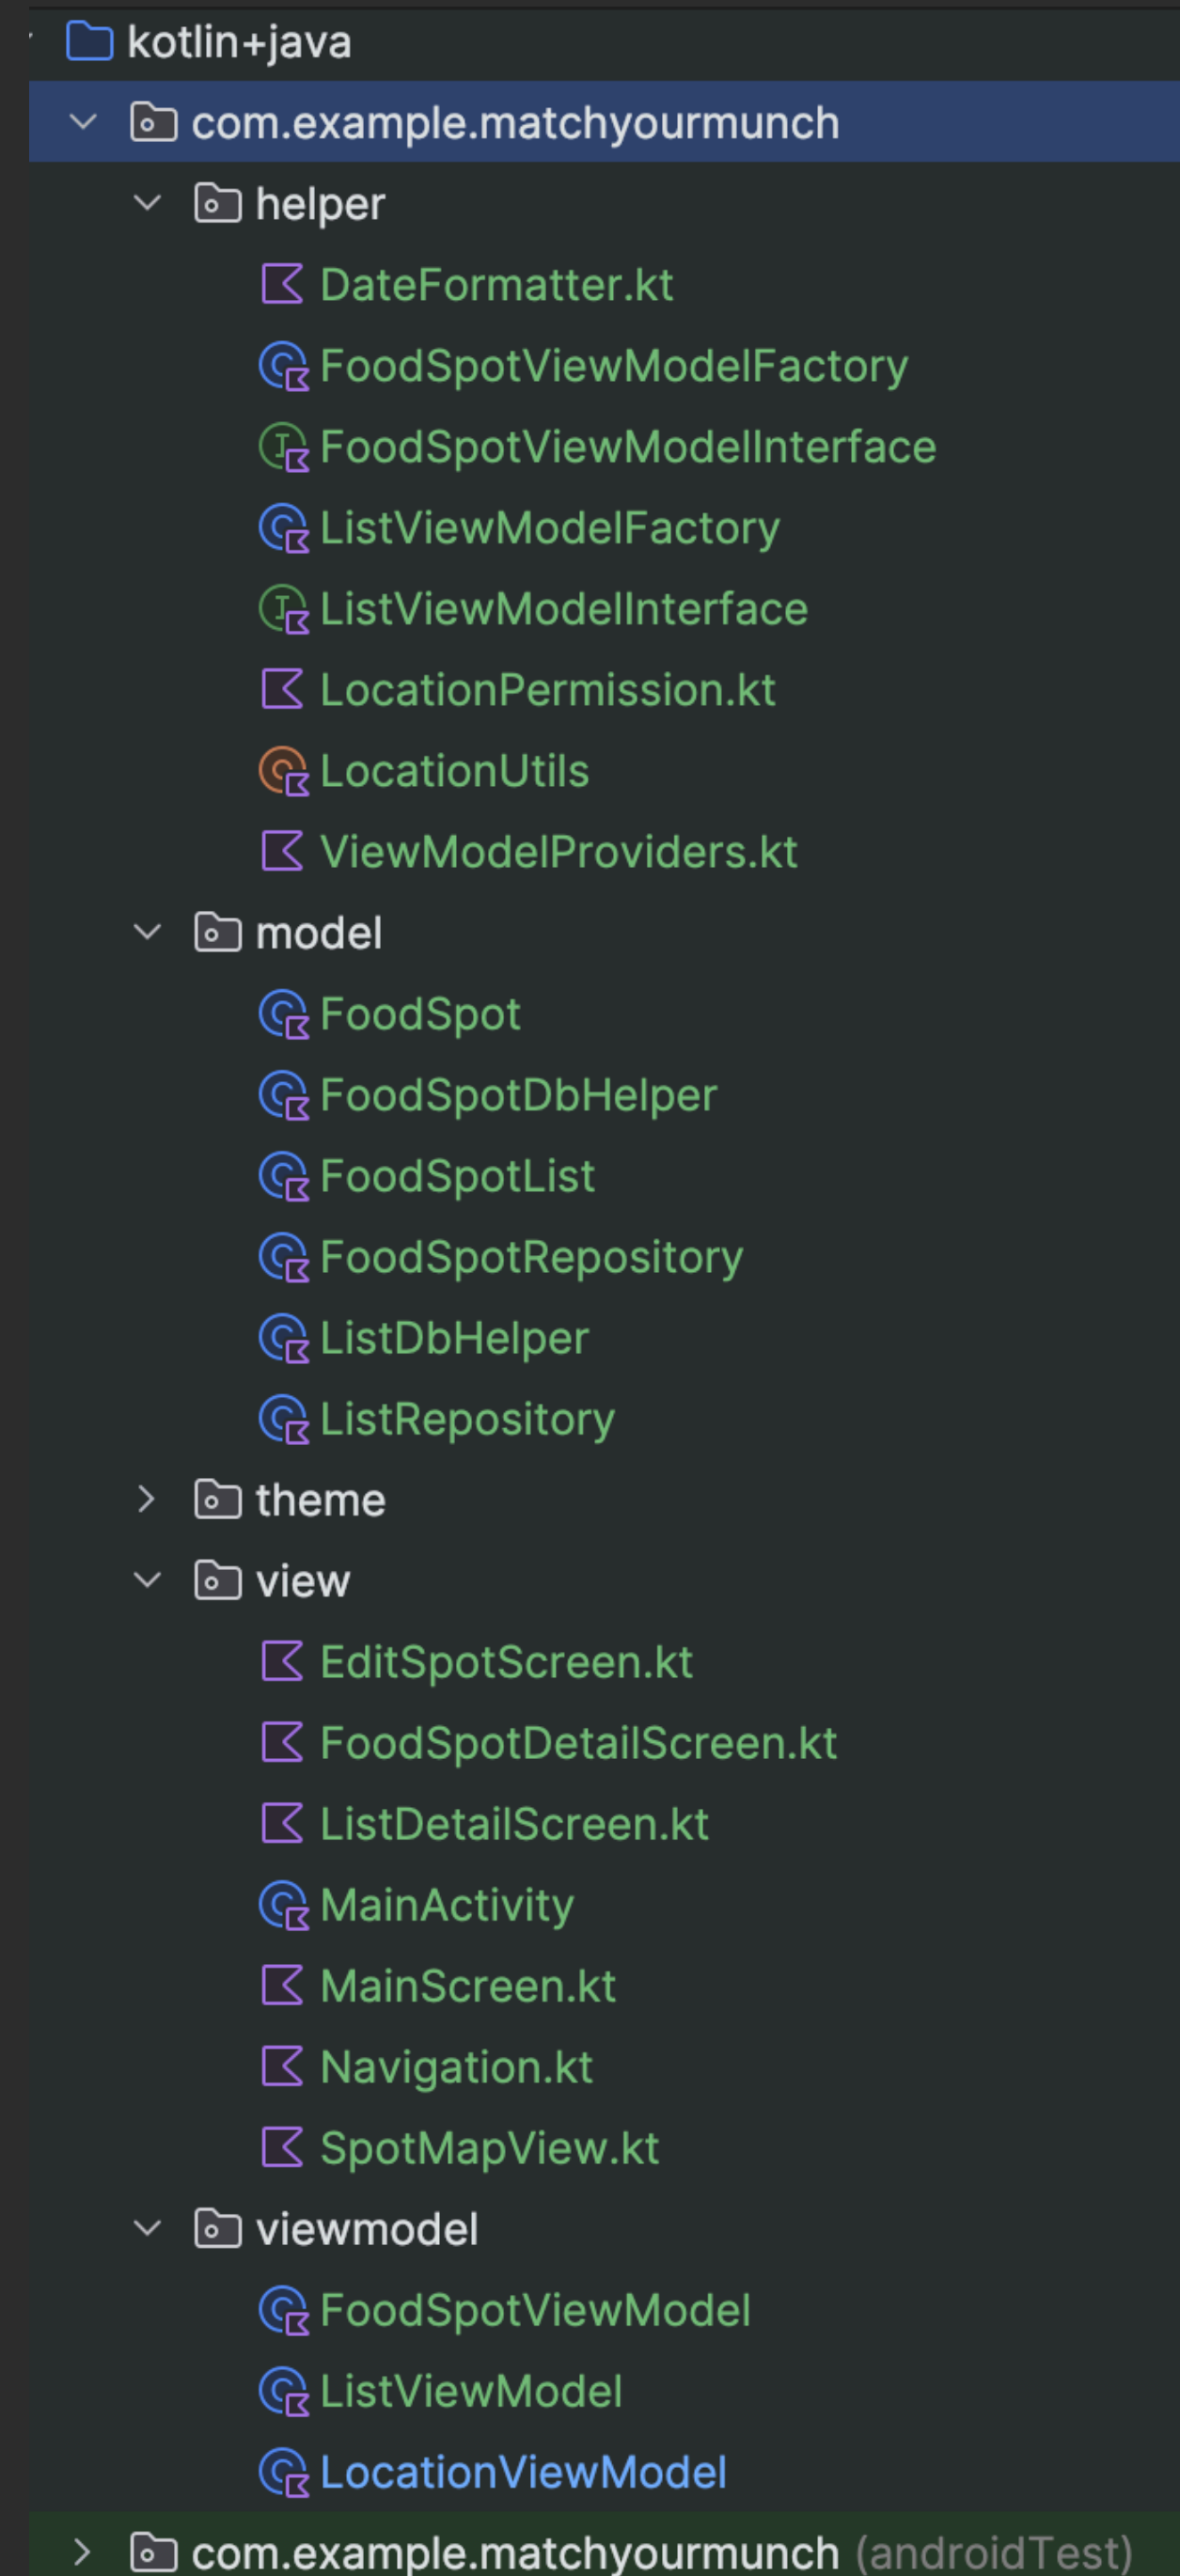 kotlin+java
com.example.matchyourmunch
helper
DateFormatter.kt
FoodSpotViewModelFactory
FoodSpotViewModelInterface
ListViewModelFactory
ListViewModelInterface
LocationPermission.kt
LocationUtils
ViewModelProviders.kt
model
FoodSpot
FoodSpotDbHelper
FoodSpotList
FoodSpotRepository
ListDbHelper
ListRepository
theme
view
EditSpotScreen.kt
FoodSpotDetailScreen.kt
ListDetailScreen.kt
MainActivity
MainScreen.kt
Navigation.kt
SpotMapView.kt
viewmodel
FoodSpotViewModel
ListViewModel
LocationViewModel
com.example.matchyourmunch (androidTest)